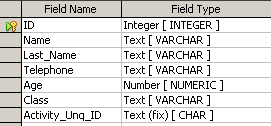 Field Name Field Type
ID Integer [ INTEGER ]
Name Text [ VARCHAR ]
Last_Name Text [ VARCHAR ]
Telephone Text [ VARCHAR ]
Age Number [ NUMERIC ]
Class Text [ VARCHAR ]
Activity_Unq_ID Text (fix) [ CHAR ]